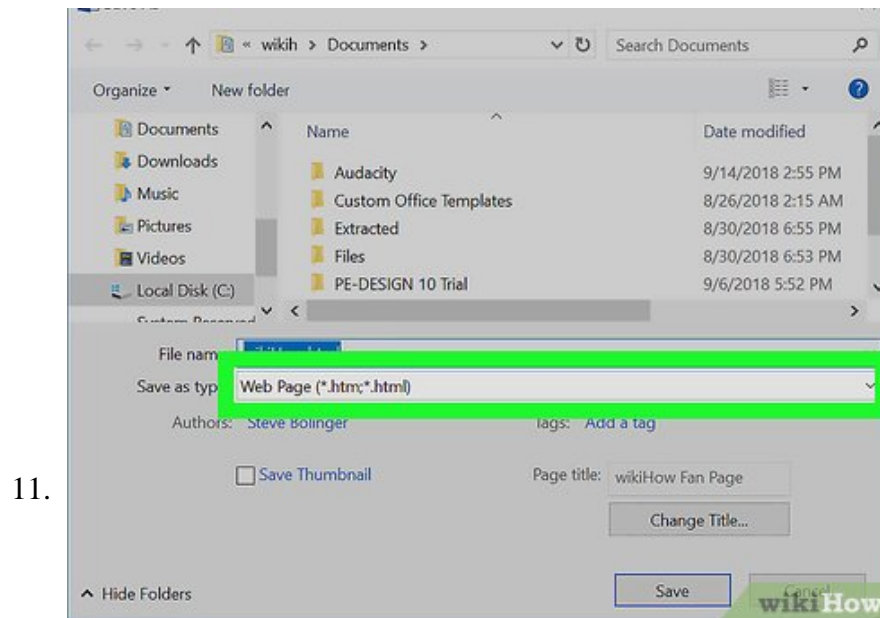 « wikih > Documents >
Search Documents
Organize
New folder
Documents
Downloads
Music
Pictures
Videos
Local Disk (C:)
Name
Date modified
Audacity
9/14/2018 2:55 PM
Custom Office Templates
8/26/2018 2:15 AM
Extracted
8/30/2018 6:55 PM
Files
8/30/2018 6:53 PM
PE-DESIGN 10 Trial
9/6/2018 5:52 PM
File nam
Save as typ
Web Page (*.htm;*.html)
Authors: Steve Bolinger
Tags: Add a tag
11.
Save Thumbnail
Page title: wikiHow Fan Page
Change Title...
Hide Folders
Save
Cancel
wikiHow